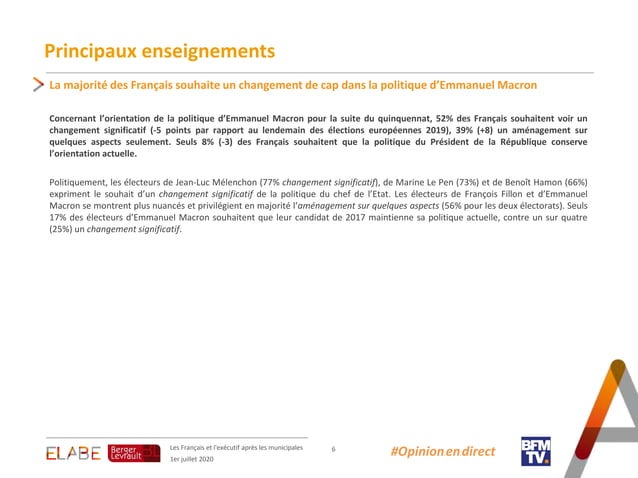 Principaux enseignements
La majorité des Français souhaite un changement de cap dans la politique d’Emmanuel Macron
Concernant l’orientation de la politique d’Emmanuel Macron pour la suite du quinquennat, 52% des Français souhaitent voir un
changement significatif (-5 points par rapport au lendemain des élections européennes 2019), 39% (+8) un aménagement sur
quelques aspects seulement. Seuls 8% (-3) des Français souhaitent que la politique du Président de la République conserve
l’orientation actuelle.
Politiquement, les électeurs de Jean-Luc Mélenchon (77% changement significatif), de Marine Le Pen (73%) et de Benoît Hamon (66%)
expriment le souhait d’un changement significatif de la politique du chef de l’Etat. Les électeurs de François Fillon et d’Emmanuel
Macron se montrent plus nuancés et privilégient en majorité l’aménagement sur quelques aspects (56% pour les deux électorats). Seuls
17% des électeurs d’Emmanuel Macron souhaitent que leur candidat de 2017 maintienne sa politique actuelle, contre un sur quatre
(25%) un changement significatif.
ELABE
Berger
Levrault
Les Français et l’exécutif après les municipales
1er juillet 2020
6
#Opinion en direct
BFM
TV.